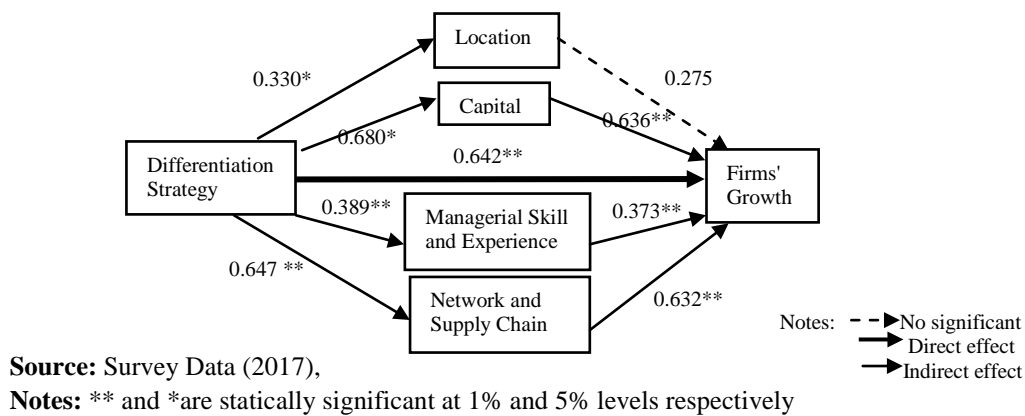 Location
0.330*
0.275
Capital
0.680*
0.636**
0.642**
Differentiation
Strategy
Firms'
Growth
0.389**
Managerial Skill
and Experience
0.373**
0.647 **
Network and
Supply Chain
0.632**
Notes:
No significant
Direct effect
Indirect effect
Source: Survey Data (2017),
Notes: ** and *are statically significant at 1% and 5% levels respectively